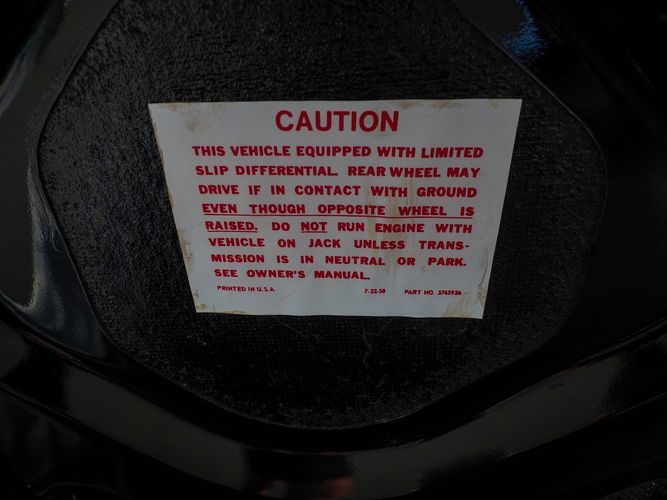 CAUTION
THIS VEHICLE EQUIPPED WITH LIMITED
SLIP DIFFERENTIAL. REAR WHEEL MAY
DRIVE IF IN CONTACT WITH GROUND
EVEN THOUGH OPPOSITE WHEEL IS
RAISED. DO NOT RUN ENGINE WITH
VEHICLE ON JACK UNLESS TRANS-
MISSION IS IN NEUTRAL OR PARK.
SEE OWNER'S MANUAL.
PRINTED IN U.S.A. 7-22-58 PART NO. 3745926